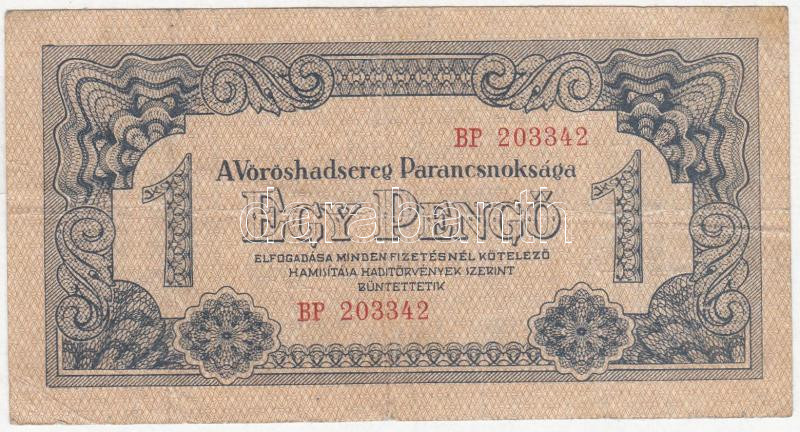 BP 203342
A Vöröshadsereg Parancsnoksága
1 EGY PENGŐ 1
ELFOGADÁSA MINDEN FIZETÉSNÉL KÖTELEZŐ
HAMISÍTÁSA HADITÖRVÉNYEK SZERINT
BÜNTETTETIK
BP 203342